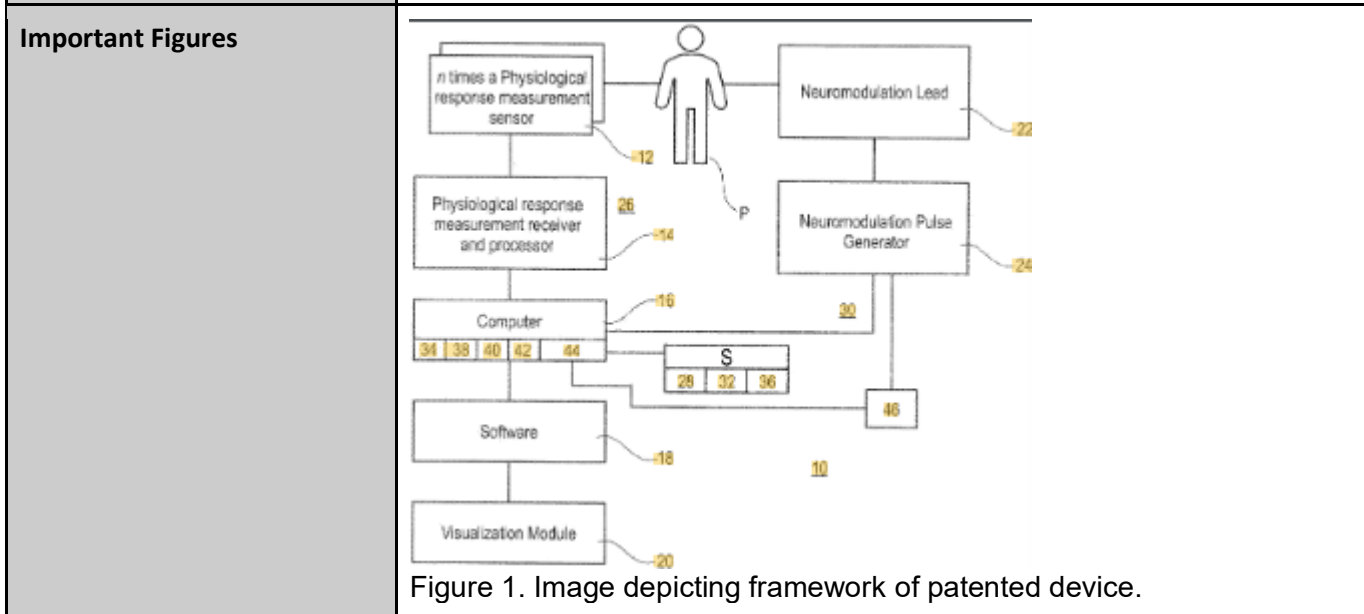 Important Figures
n times a Physiological
response measurement
sensor
12
Neuromodulation Lead
22
P
Physiological response
measurement receiver
and processor
26
14
Neuromodulation Pulse
Generator
24
16
30
Computer
34 38 40 42 44
S
28 32 36
46
Software
18
10
Visualization Module
20
Figure 1. Image depicting framework of patented device.